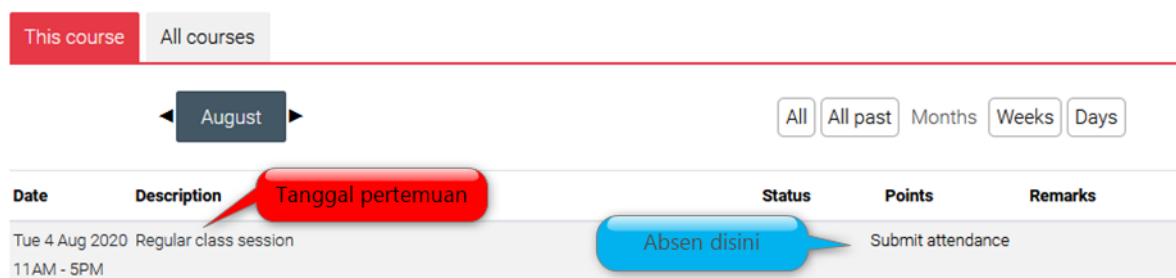 This course All courses
August
All All past Months Weeks Days
Date Description Status Points Remarks
Tanggal pertemuan
Tue 4 Aug 2020 Regular class session Submit attendance
11AM - 5PM
Absen disini